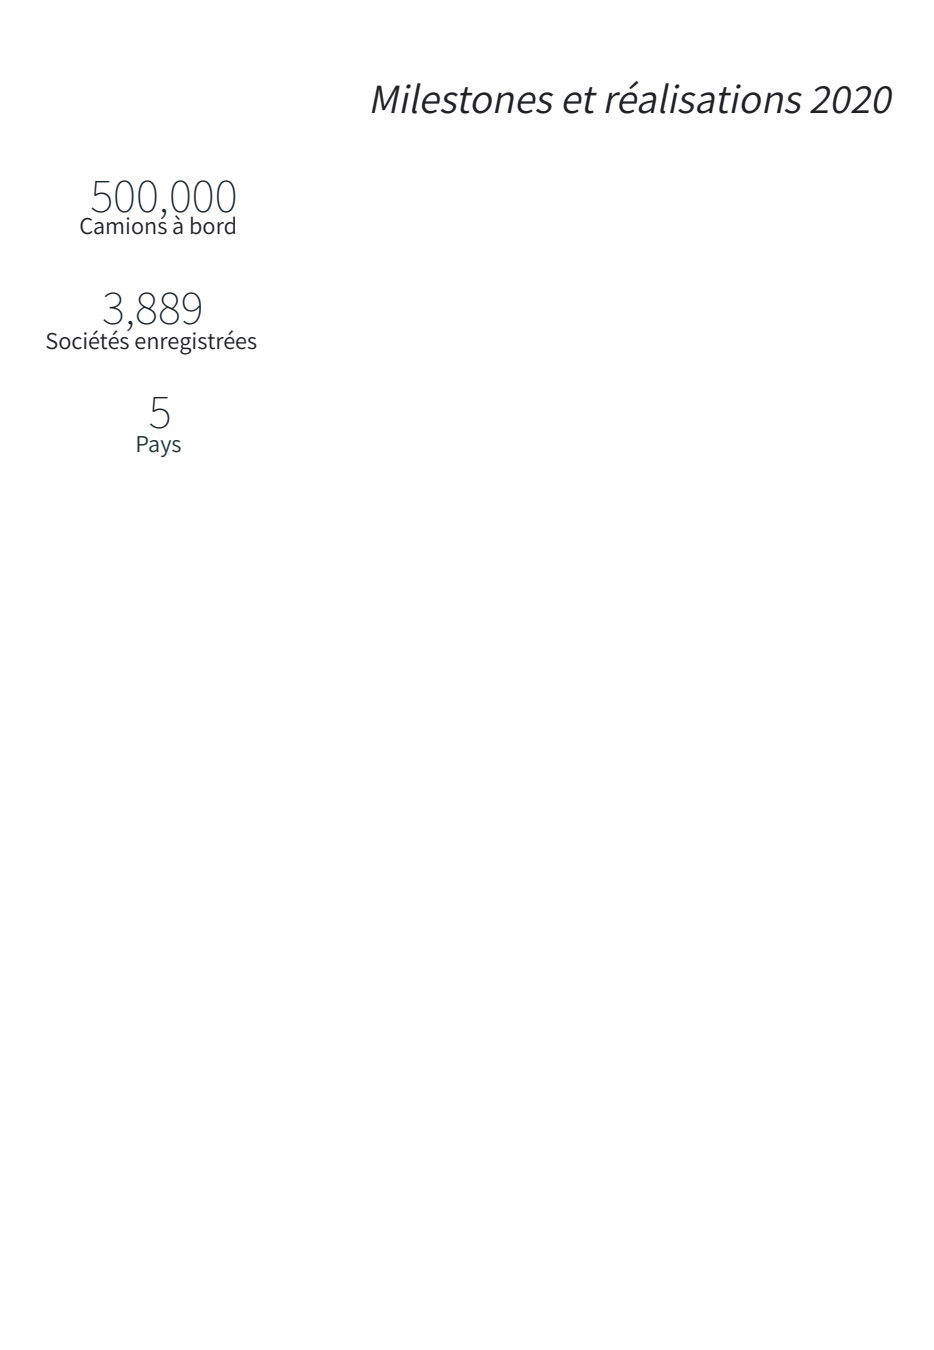 Milestones et réalisations 2020
500,000
Camions à bord
3,889
Sociétés enregistrées
5
Pays